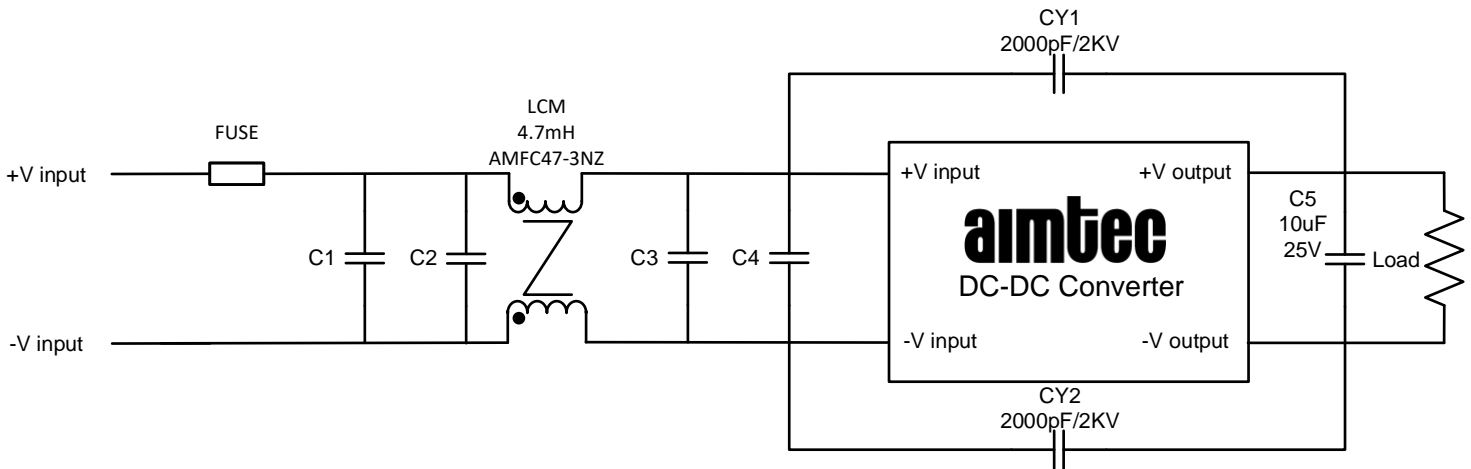 CY1
2000pF/2KV
LCM
4.7mH
AMFC47-3NZ
FUSE
+V input
-V input
C1
C2
C3
C4
+V input
+V output
aimtec
DC-DC Converter
-V input
-V output
C5
10uF
25V
Load
CY2
2000pF/2KV